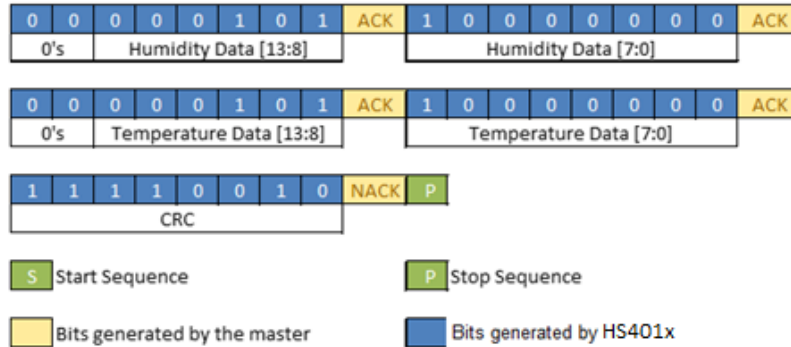 0 0 0 0 0 1 0 1 ACK 1 0 0 0 0 0 0 0 ACK
0's Humidity Data [13:8] Humidity Data [7:0]
0 0 0 0 0 1 0 1 ACK 1 0 0 0 0 0 0 0 ACK
0's Temperature Data [13:8] Temperature Data [7:0]
1 1 1 1 0 0 1 0 NACK P
CRC
S Start Sequence P Stop Sequence
Bits generated by the master Bits generated by HS401x